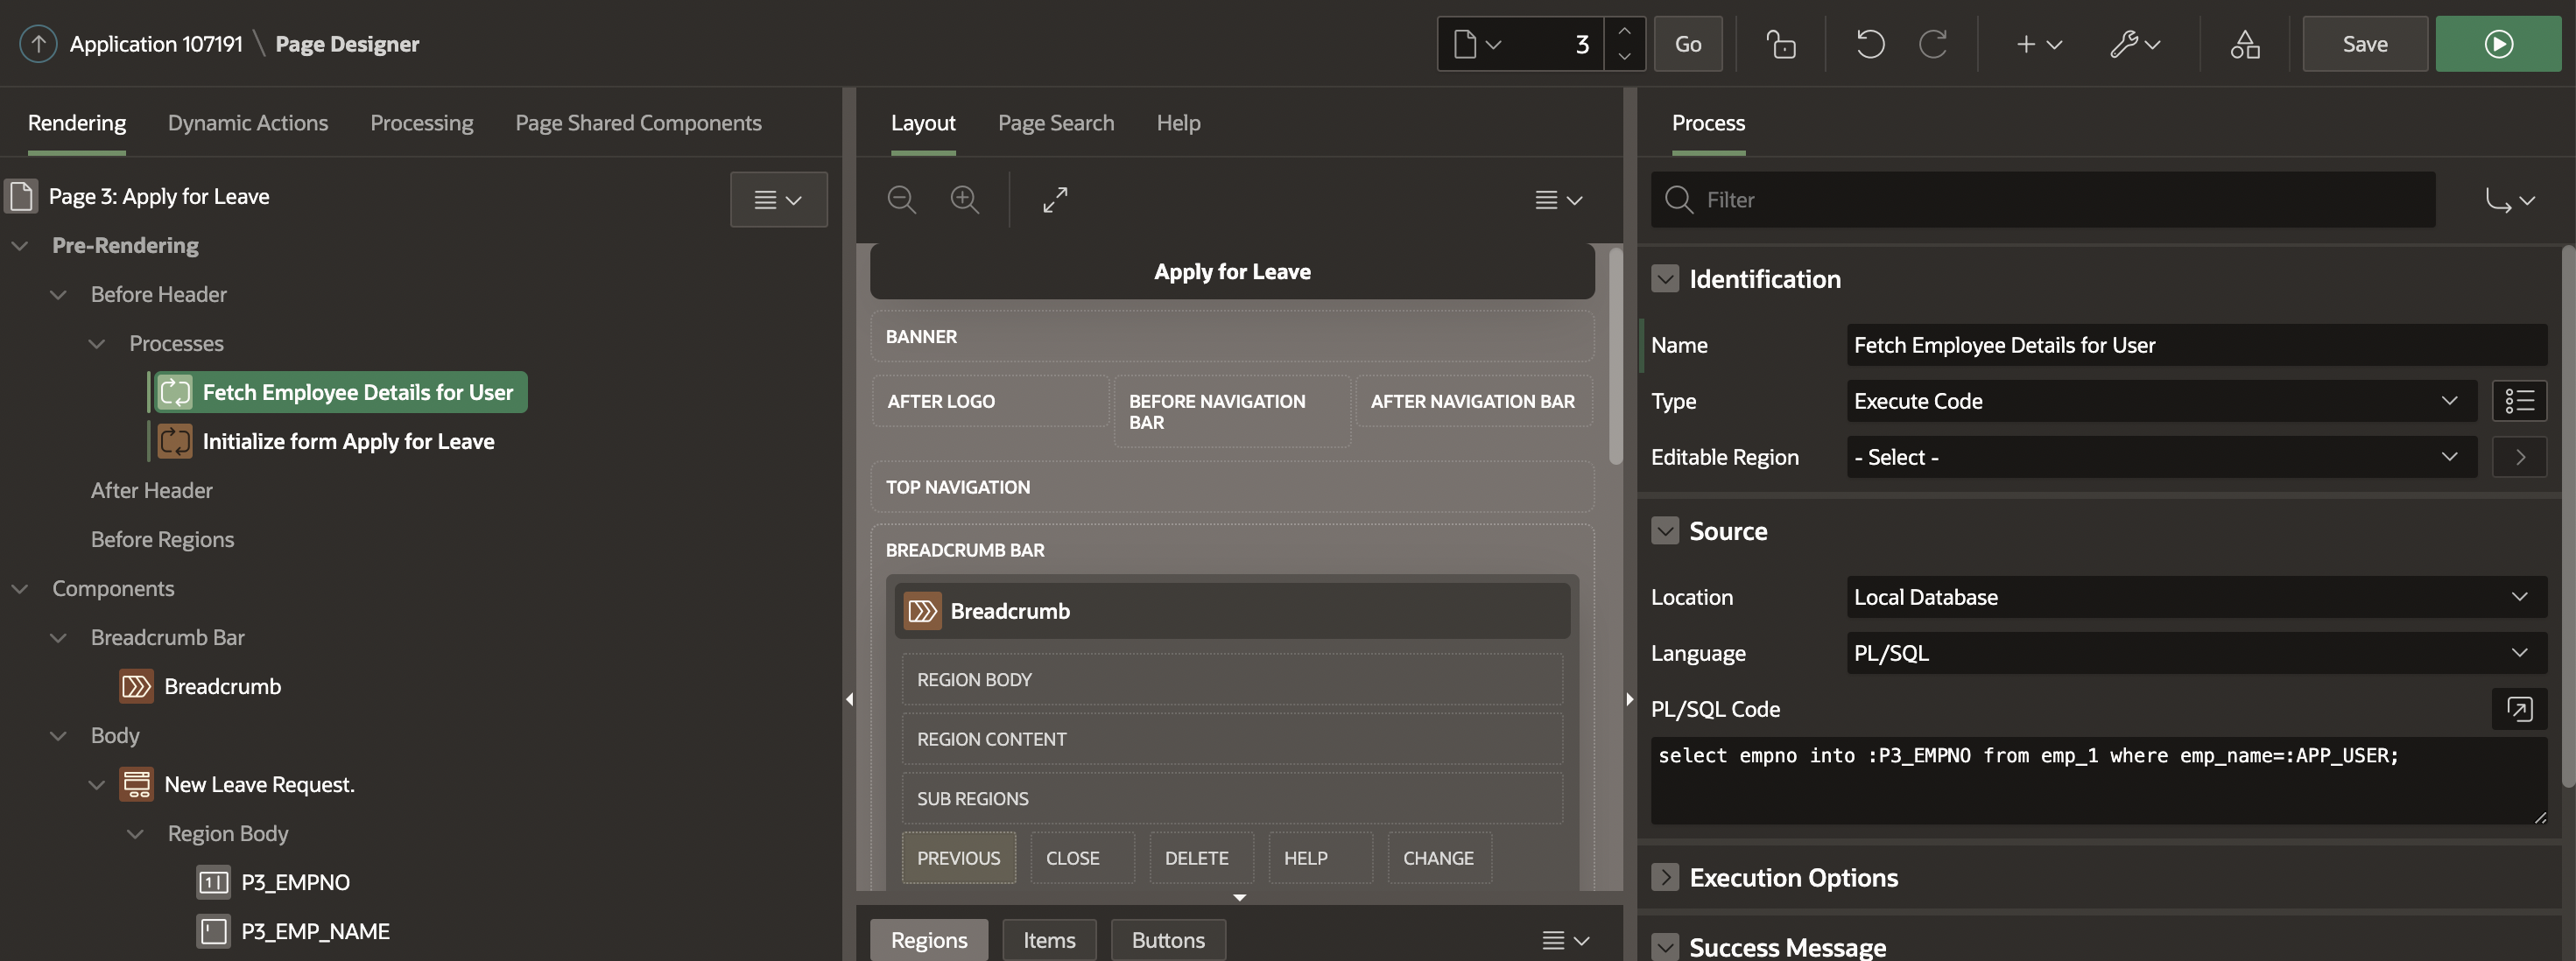 Application 107191 \ Page Designer
3
Go
Save
Rendering
Dynamic Actions
Processing
Page Shared Components
Page 3: Apply for Leave
Pre-Rendering
Before Header
Processes
Fetch Employee Details for User
Initialize form Apply for Leave
After Header
Before Regions
Components
Breadcrumb Bar
Breadcrumb
Body
New Leave Request.
Region Body
P3_EMPNO
P3_EMP_NAME
Layout
Page Search
Help
Apply for Leave
BANNER
AFTER LOGO
BEFORE NAVIGATION
BAR
AFTER NAVIGATION BAR
TOP NAVIGATION
BREADCRUMB BAR
Breadcrumb
REGION BODY
REGION CONTENT
SUB REGIONS
PREVIOUS
CLOSE
DELETE
HELP
CHANGE
Regions
Items
Buttons
Process
Filter
Identification
Name
Fetch Employee Details for User
Type
Execute Code
Editable Region
- Select -
Source
Location
Local Database
Language
PL/SQL
PL/SQL Code
select empno into :P3_EMPNO from emp_1 where emp_name=:APP_USER;
Execution Options
Success Message